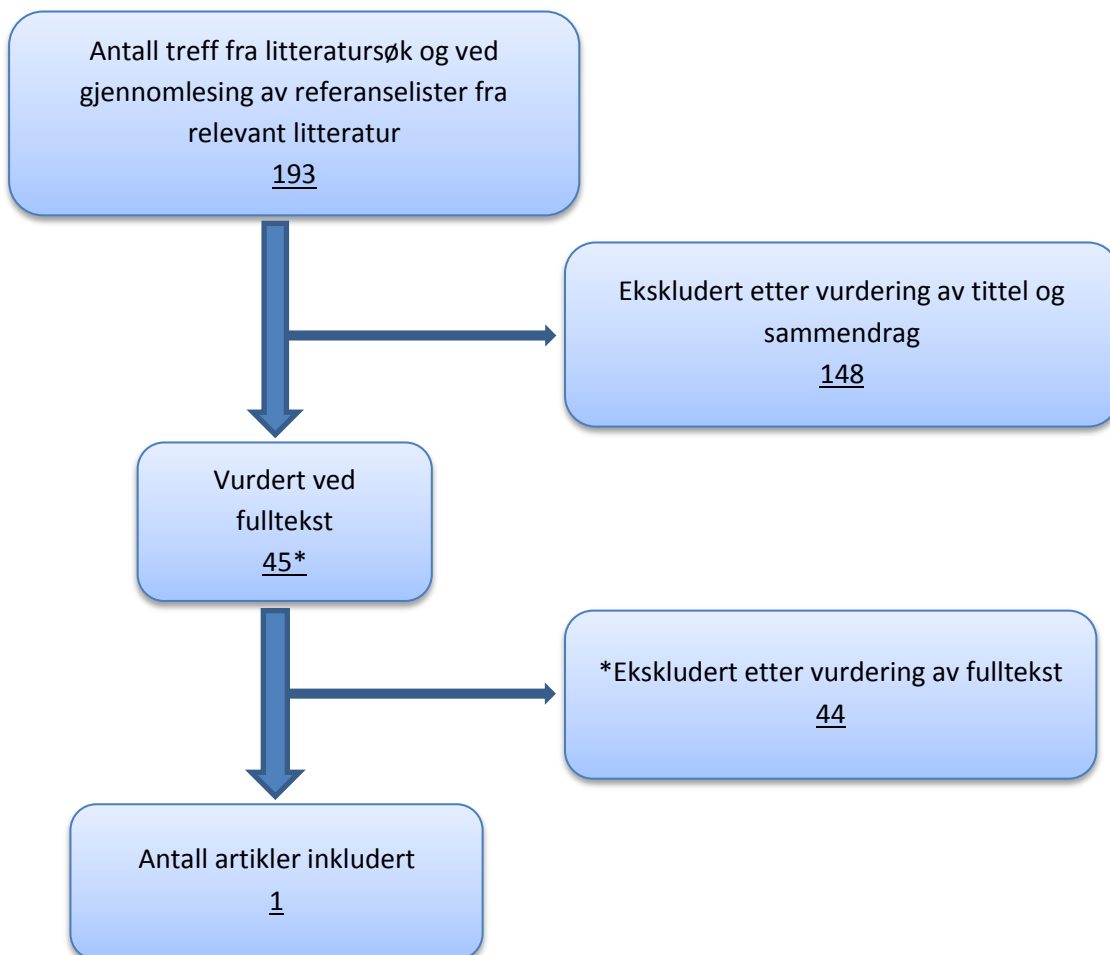 Antall treff fra litteratursøk og ved
gjennomlesing av referanselister fra
relevant litteratur
193
Ekskludert etter vurdering av tittel og
sammendrag
148
Vurdert ved
fulltekst
45*
*Ekskludert etter vurdering av fulltekst
44
Antall artikler inkludert
1